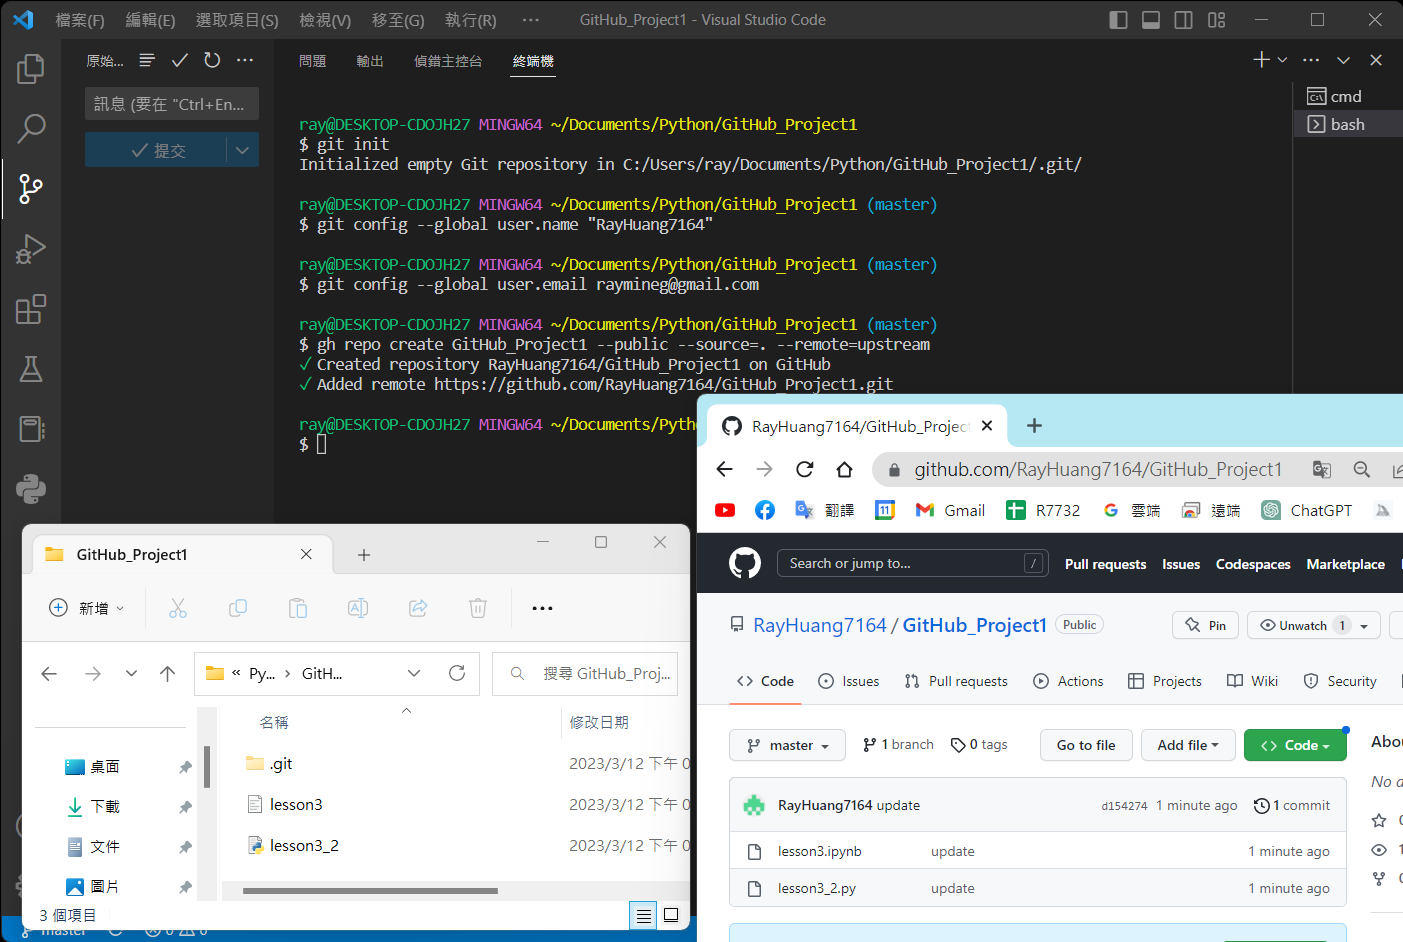 檔案(F) 編輯(E) 選取項目(S) 檢視(V) 移至(G) 執行(R) ··· GitHub_Project1 - Visual Studio Code
原始... ···
問題 輸出 偵錯主控台 終端機
訊息 (要在 "Ctrl+En...
提交
cmd
bash
ray@DESKTOP-CDOJH27 MINGW64 ~/Documents/Python/GitHub_Project1
$ git init
Initialized empty Git repository in C:/Users/ray/Documents/Python/GitHub_Project1/.git/
ray@DESKTOP-CDOJH27 MINGW64 ~/Documents/Python/GitHub_Project1 (master)
$ git config --global user.name "RayHuang7164"
ray@DESKTOP-CDOJH27 MINGW64 ~/Documents/Python/GitHub_Project1 (master)
$ git config --global user.email raymineg@gmail.com
ray@DESKTOP-CDOJH27 MINGW64 ~/Documents/Python/GitHub_Project1 (master)
$ gh repo create GitHub_Project1 --public --source=. --remote=upstream
✓ Created repository RayHuang7164/GitHub_Project1 on GitHub
✓ Added remote https://github.com/RayHuang7164/GitHub_Project1.git
ray@DESKTOP-CDOJH27 MINGW64 ~/Documents/Pyth
$
GitHub_Project1
新增
« Py... › GitH...
搜尋 GitHub_Proj...
名稱 修改日期
桌面
下載
文件
圖片
.git 2023/3/12 下午 0
lesson3 2023/3/12 下午 0
lesson3_2 2023/3/12 下午 0
3 個項目
master 0 0
RayHuang7164/GitHub_Project
github.com/RayHuang7164/GitHub_Project1
翻譯 11 Gmail R7732 雲端 遠端 ChatGPT
Search or jump to... / Pull requests Issues Codespaces Marketplace
RayHuang7164 / GitHub_Project1 Public Pin Unwatch 1
Code Issues Pull requests Actions Projects Wiki Security
master 1 branch 0 tags Go to file Add file Code
RayHuang7164 update d154274 1 minute ago 1 commit
lesson3.ipynb update 1 minute ago
lesson3_2.py update 1 minute ago
Abou
No d